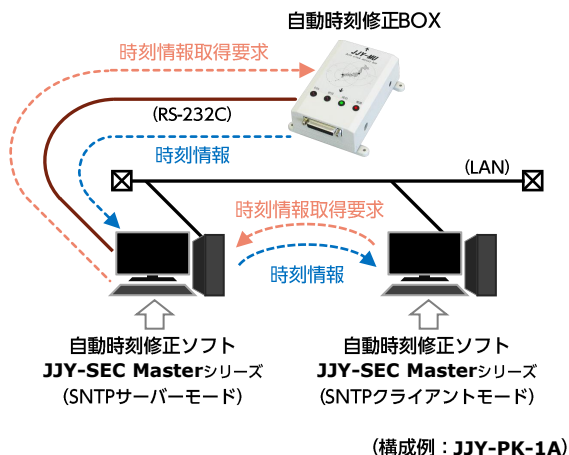 自動時刻修正BOX
時刻情報取得要求
JJY-MU
(RS-232C)
時刻情報
(LAN)
時刻情報取得要求
時刻情報
自動時刻修正ソフト
JJY-SEC Masterシリーズ
(SNTPサーバーモード)
自動時刻修正ソフト
JJY-SEC Masterシリーズ
(SNTPクライアントモード)
(構成例：JJY-PK-1A)